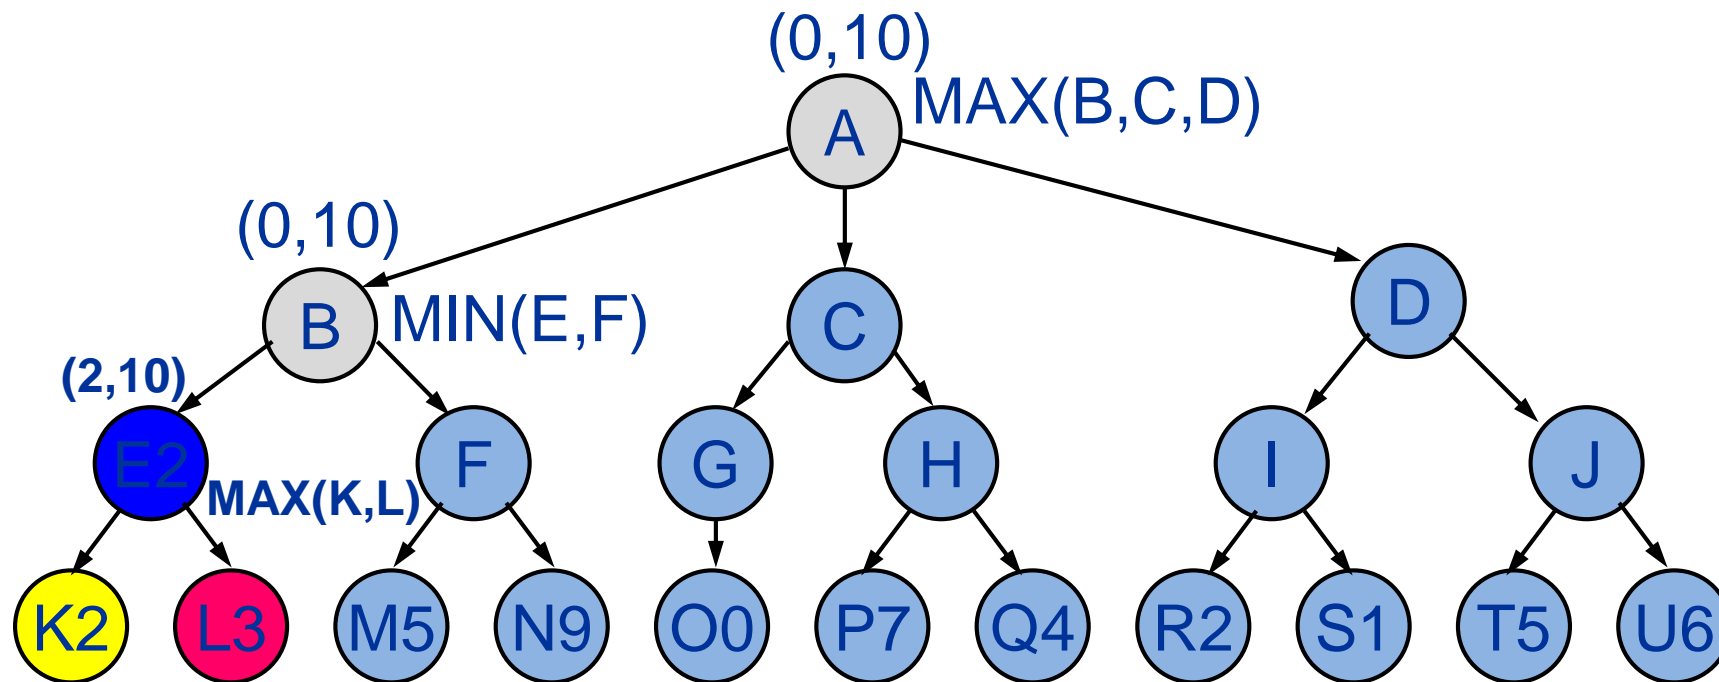 (0,10)
A
MAX(B,C,D)
(0,10)
B
MIN(E,F)
C
D
(2,10)
E2
MAX(K,L)
F
G
H
I
J
K2
L3
M5
N9
O0
P7
Q4
R2
S1
T5
U6